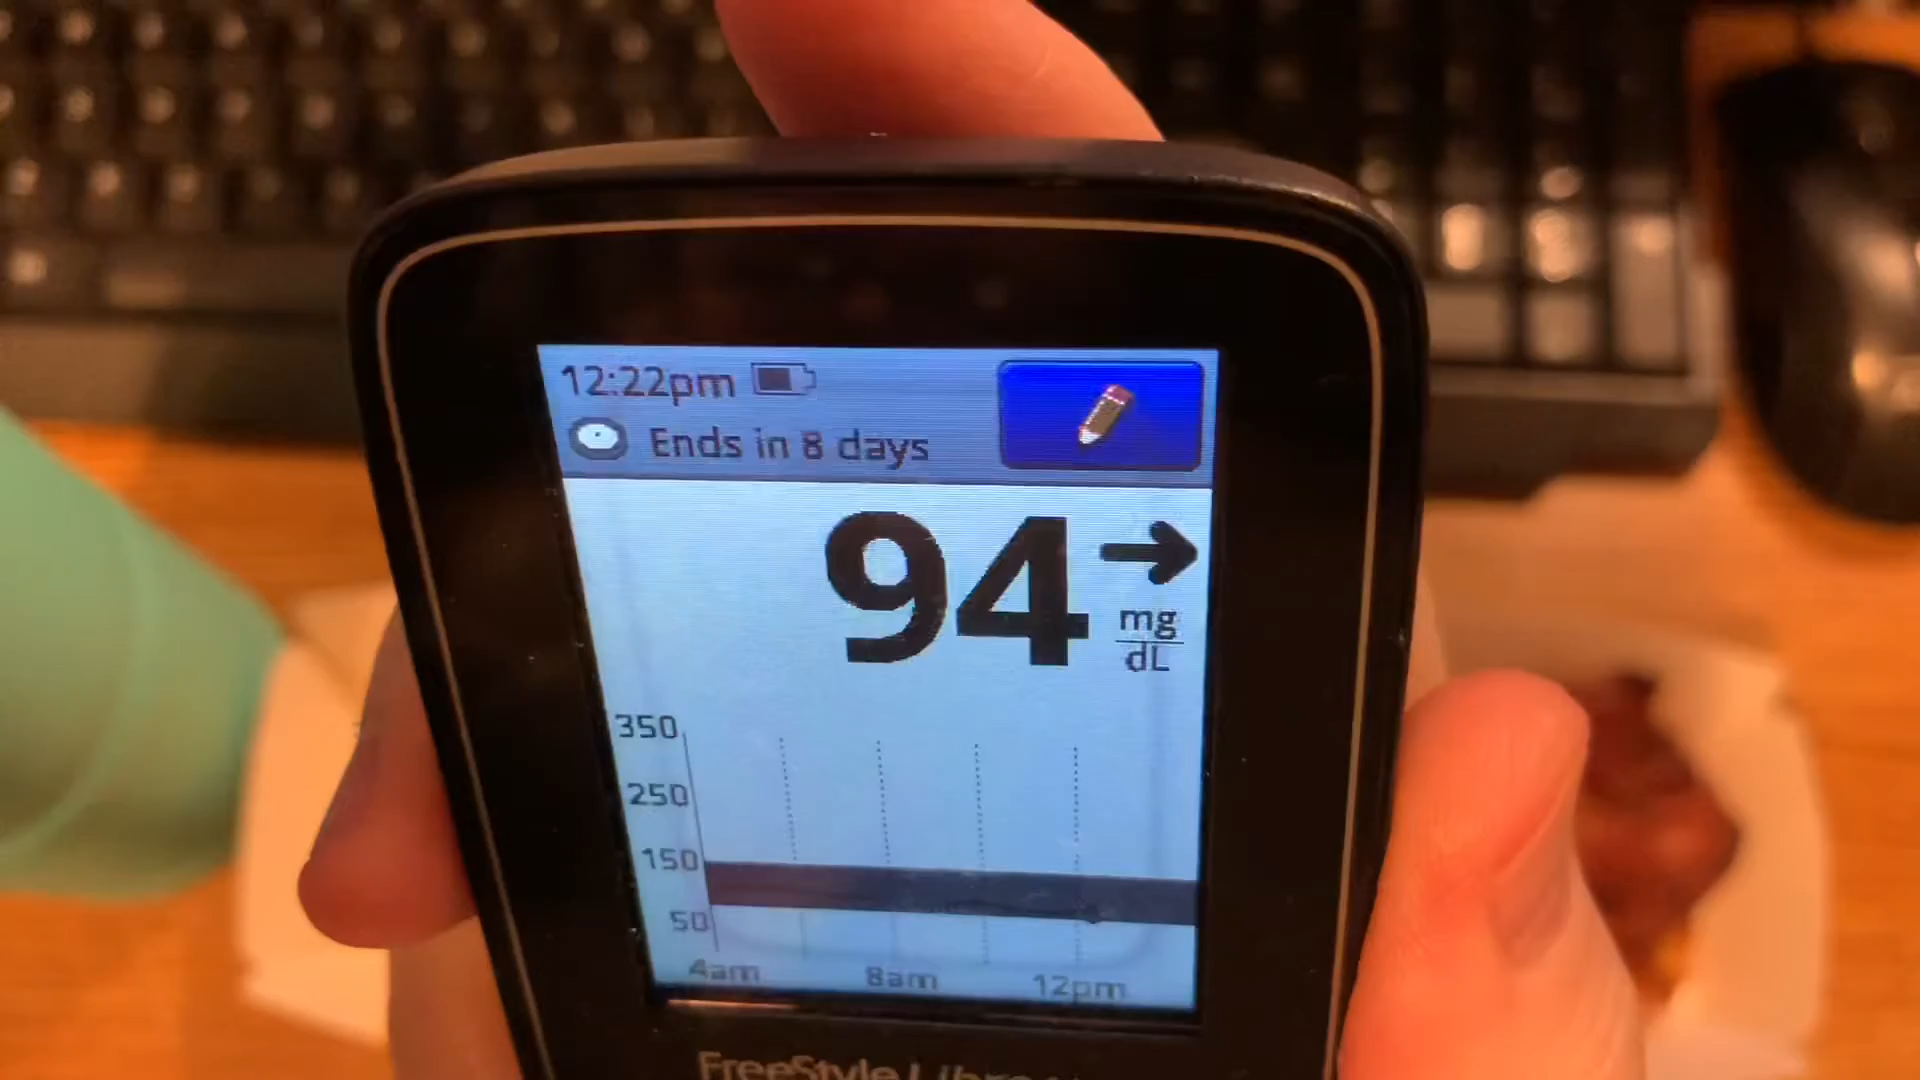 12:22pm
Ends in 8 days
94
mg
dL
350
250
150
50
4am
8am
12pm
FreeStyle